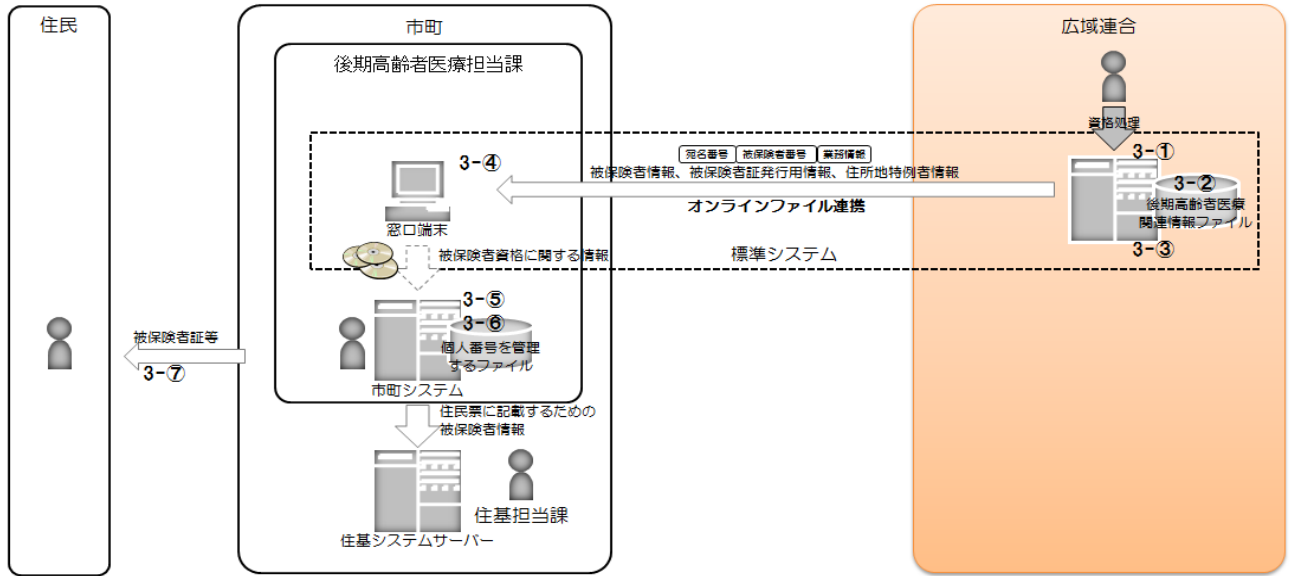 住民
市町
後期高齢者医療担当課
広域連合
資格処理
3-①
3-②
後期高齢者医療
関連情報ファイル
3-③
宛名番号 被保険者番号 業務情報
被保険者情報、被保険者証発行用情報、住所地特例者情報
オンラインファイル連携
標準システム
3-④
窓口端末
被保険者資格に関する情報
3-⑤
3-⑥
個人番号を管理
するファイル
市町システム
被保険者証等
3-⑦
住民票に記載するための
被保険者情報
住基担当課
住基システムサーバー